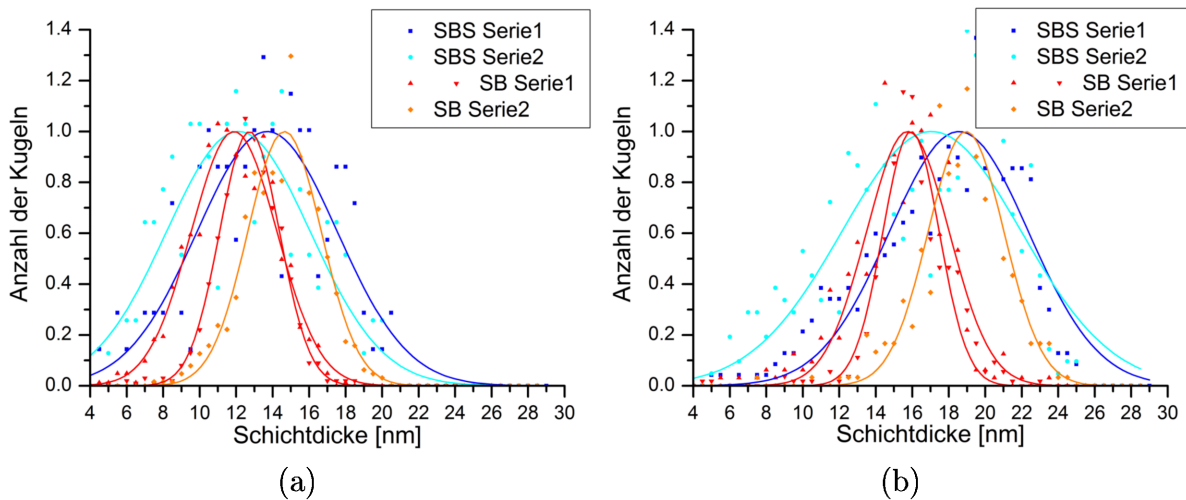 1.4
1.2
1.0
0.8
0.6
0.4
0.2
0.0
Anzahl der Kugeln
SBS Serie1
SBS Serie2
SB Serie1
SB Serie2
4 6 8 10 12 14 16 18 20 22 24 26 28 30
Schichtdicke [nm]
(a)
1.4
1.2
1.0
0.8
0.6
0.4
0.2
0.0
Anzahl der Kugeln
SBS Serie1
SBS Serie2
SB Serie1
SB Serie2
4 6 8 10 12 14 16 18 20 22 24 26 28 30
Schichtdicke [nm]
(b)